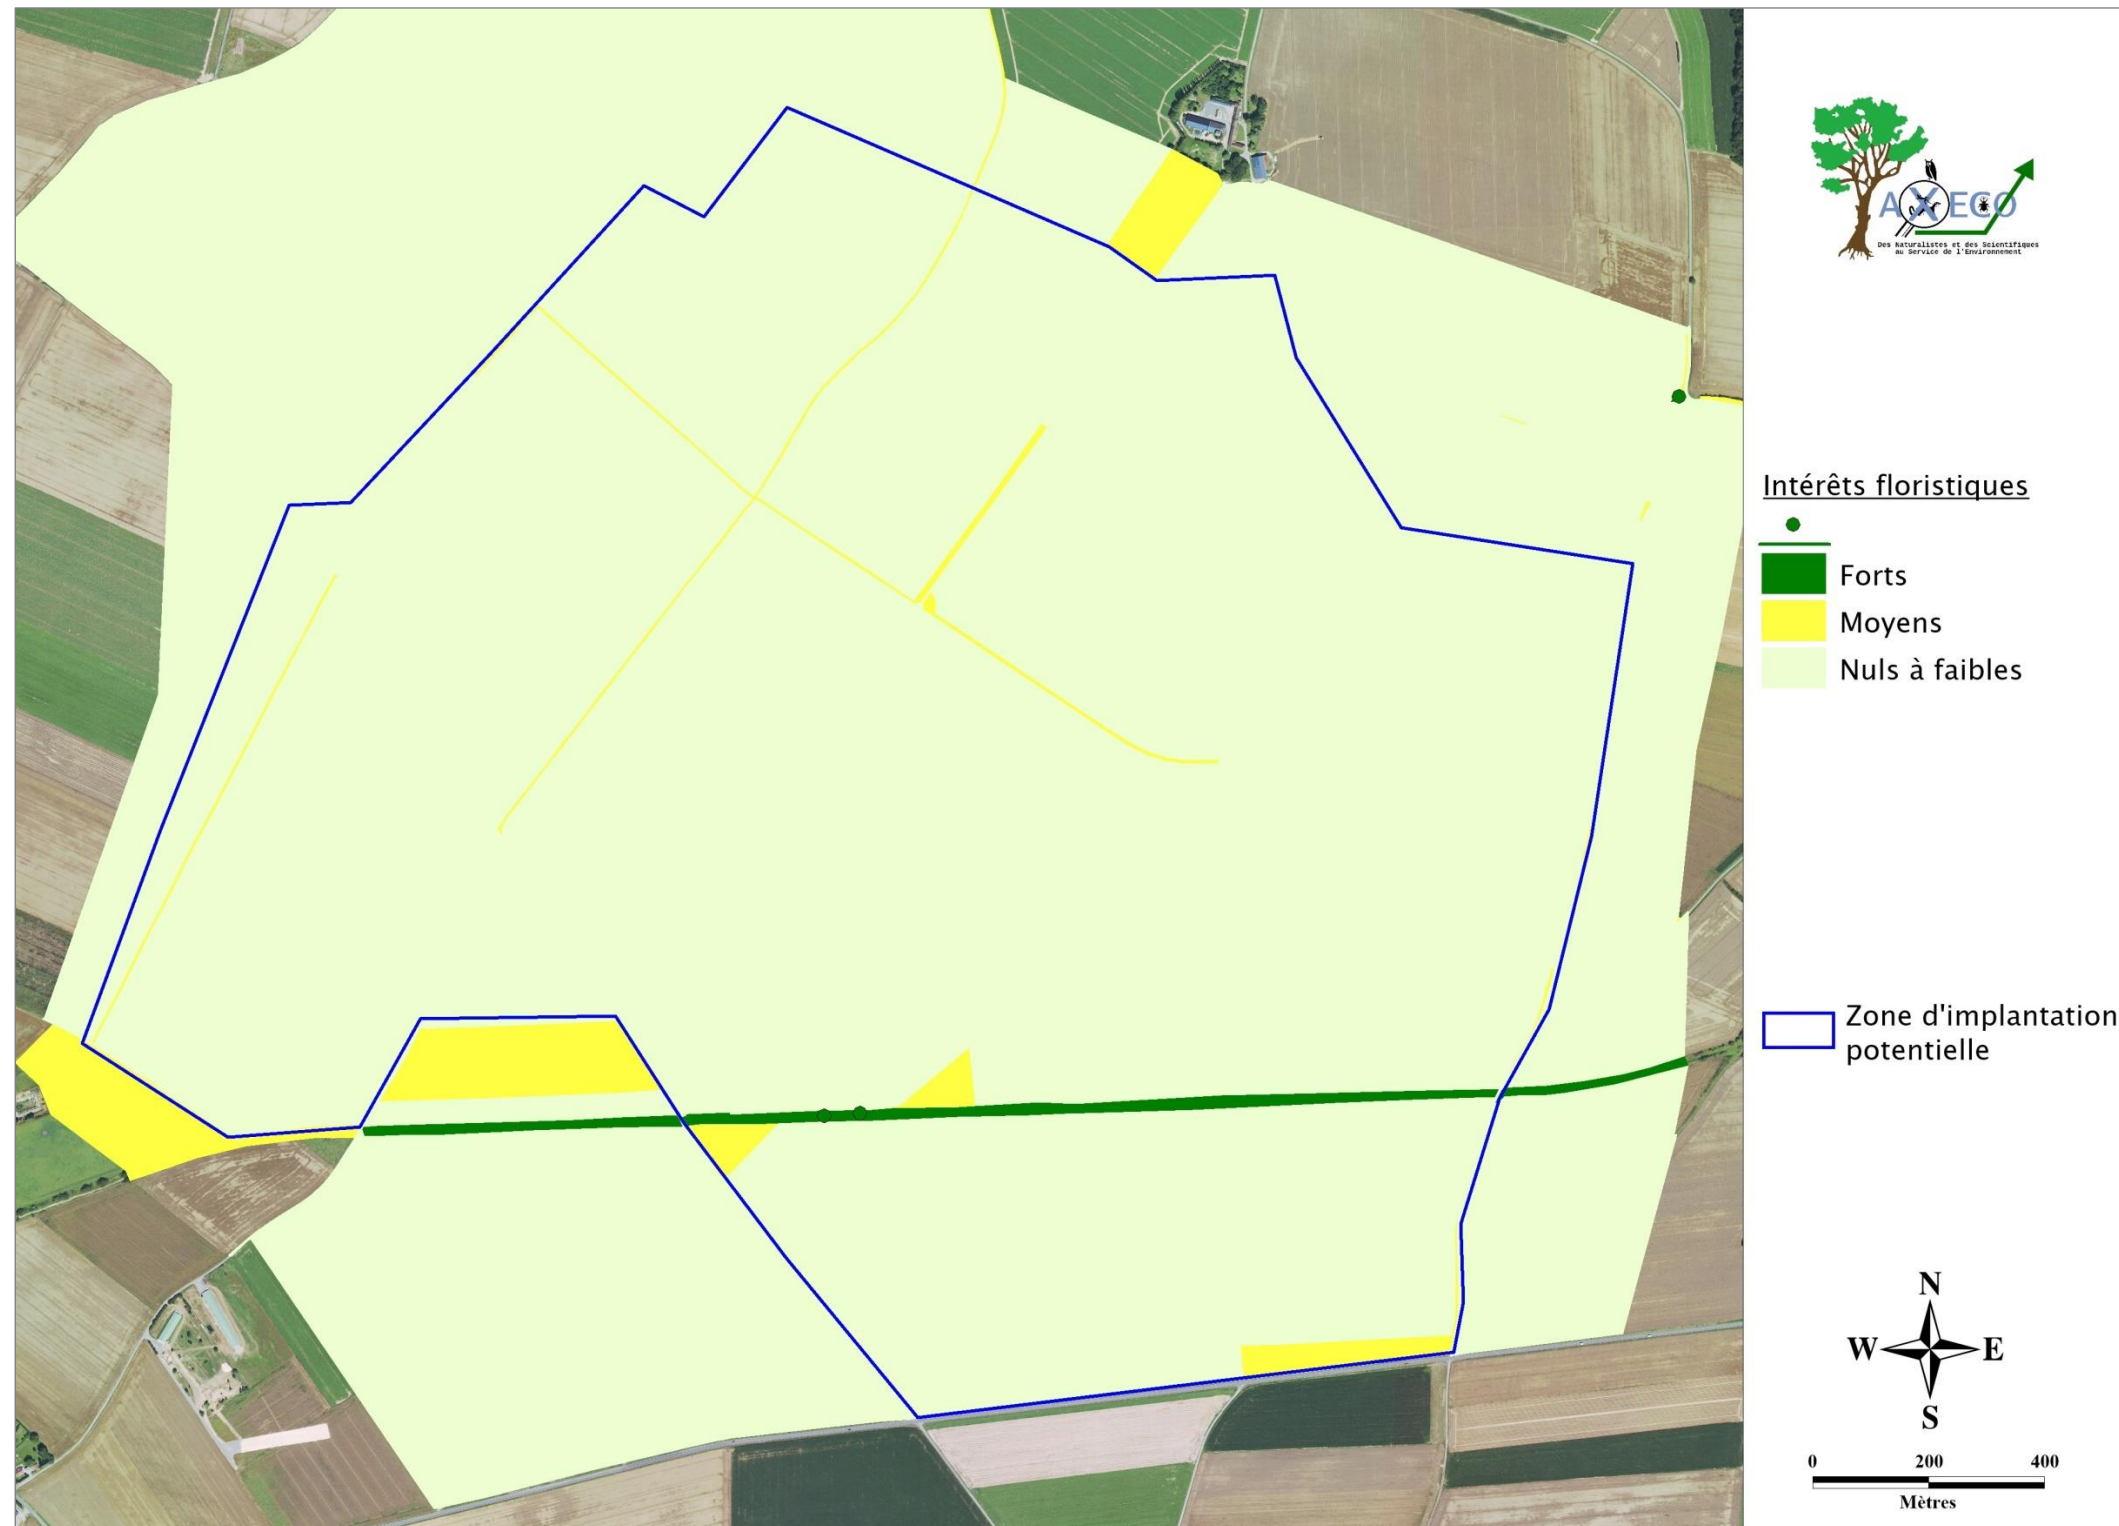 AXECO
Des Naturalistes et des Scientifiques
au Service de l'Environnement
Intérêts floristiques
Forts
Moyens
Nuls à faibles
Zone d'implantation
potentielle
N
W E
S
0 200 400
Mètres